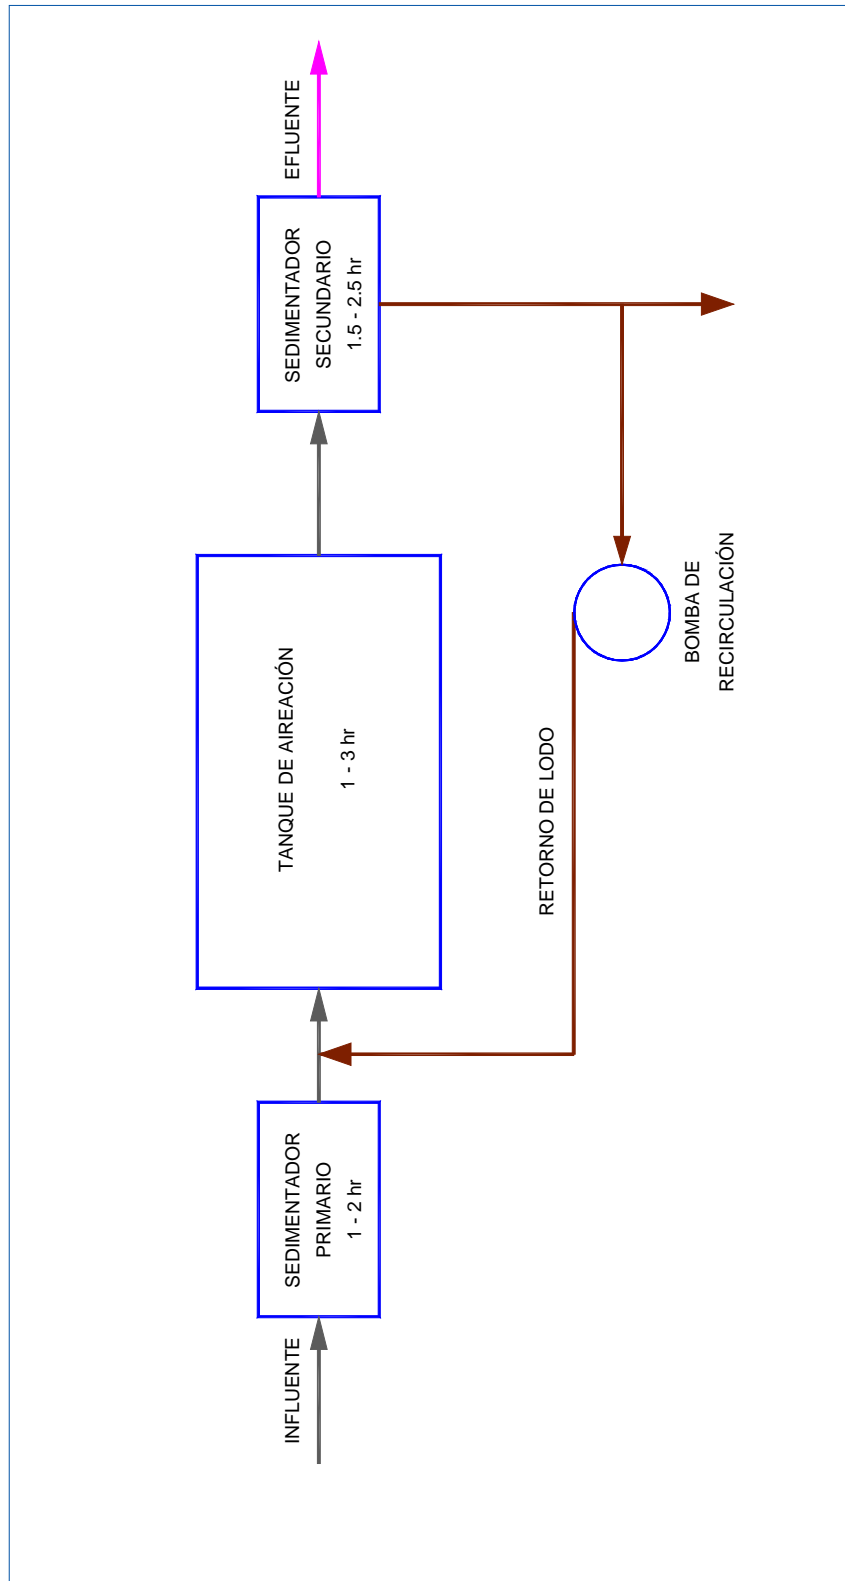 INFLUENTE
SEDIMENTADOR
PRIMARIO
1 - 2 hr
TANQUE DE AIREACIÓN
1 - 3 hr
SEDIMENTADOR
SECUNDARIO
1.5 - 2.5 hr
EFLUENTE
RETORNO DE LODO
BOMBA DE
RECIRCULACIÓN